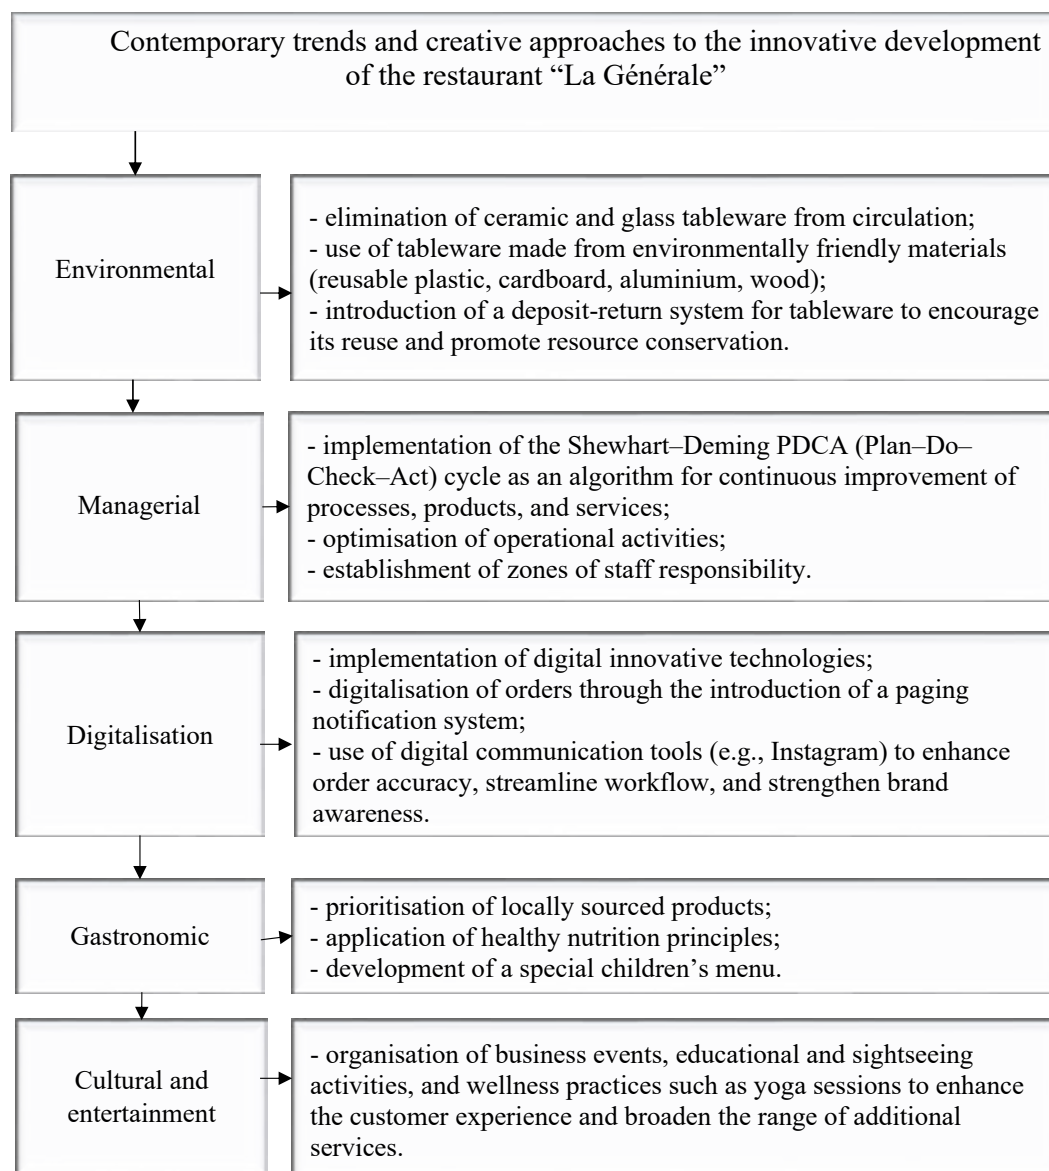 Contemporary trends and creative approaches to the innovative development
of the restaurant “La Générale”
Environmental
- elimination of ceramic and glass tableware from circulation;
- use of tableware made from environmentally friendly materials
(reusable plastic, cardboard, aluminium, wood);
- introduction of a deposit-return system for tableware to encourage
its reuse and promote resource conservation.
Managerial
- implementation of the Shewhart–Deming PDCA (Plan–Do–
Check–Act) cycle as an algorithm for continuous improvement of
processes, products, and services;
- optimisation of operational activities;
- establishment of zones of staff responsibility.
Digitalisation
- implementation of digital innovative technologies;
- digitalisation of orders through the introduction of a paging
notification system;
- use of digital communication tools (e.g., Instagram) to enhance
order accuracy, streamline workflow, and strengthen brand
awareness.
Gastronomic
- prioritisation of locally sourced products;
- application of healthy nutrition principles;
- development of a special children’s menu.
Cultural and
entertainment
- organisation of business events, educational and sightseeing
activities, and wellness practices such as yoga sessions to enhance
the customer experience and broaden the range of additional
services.